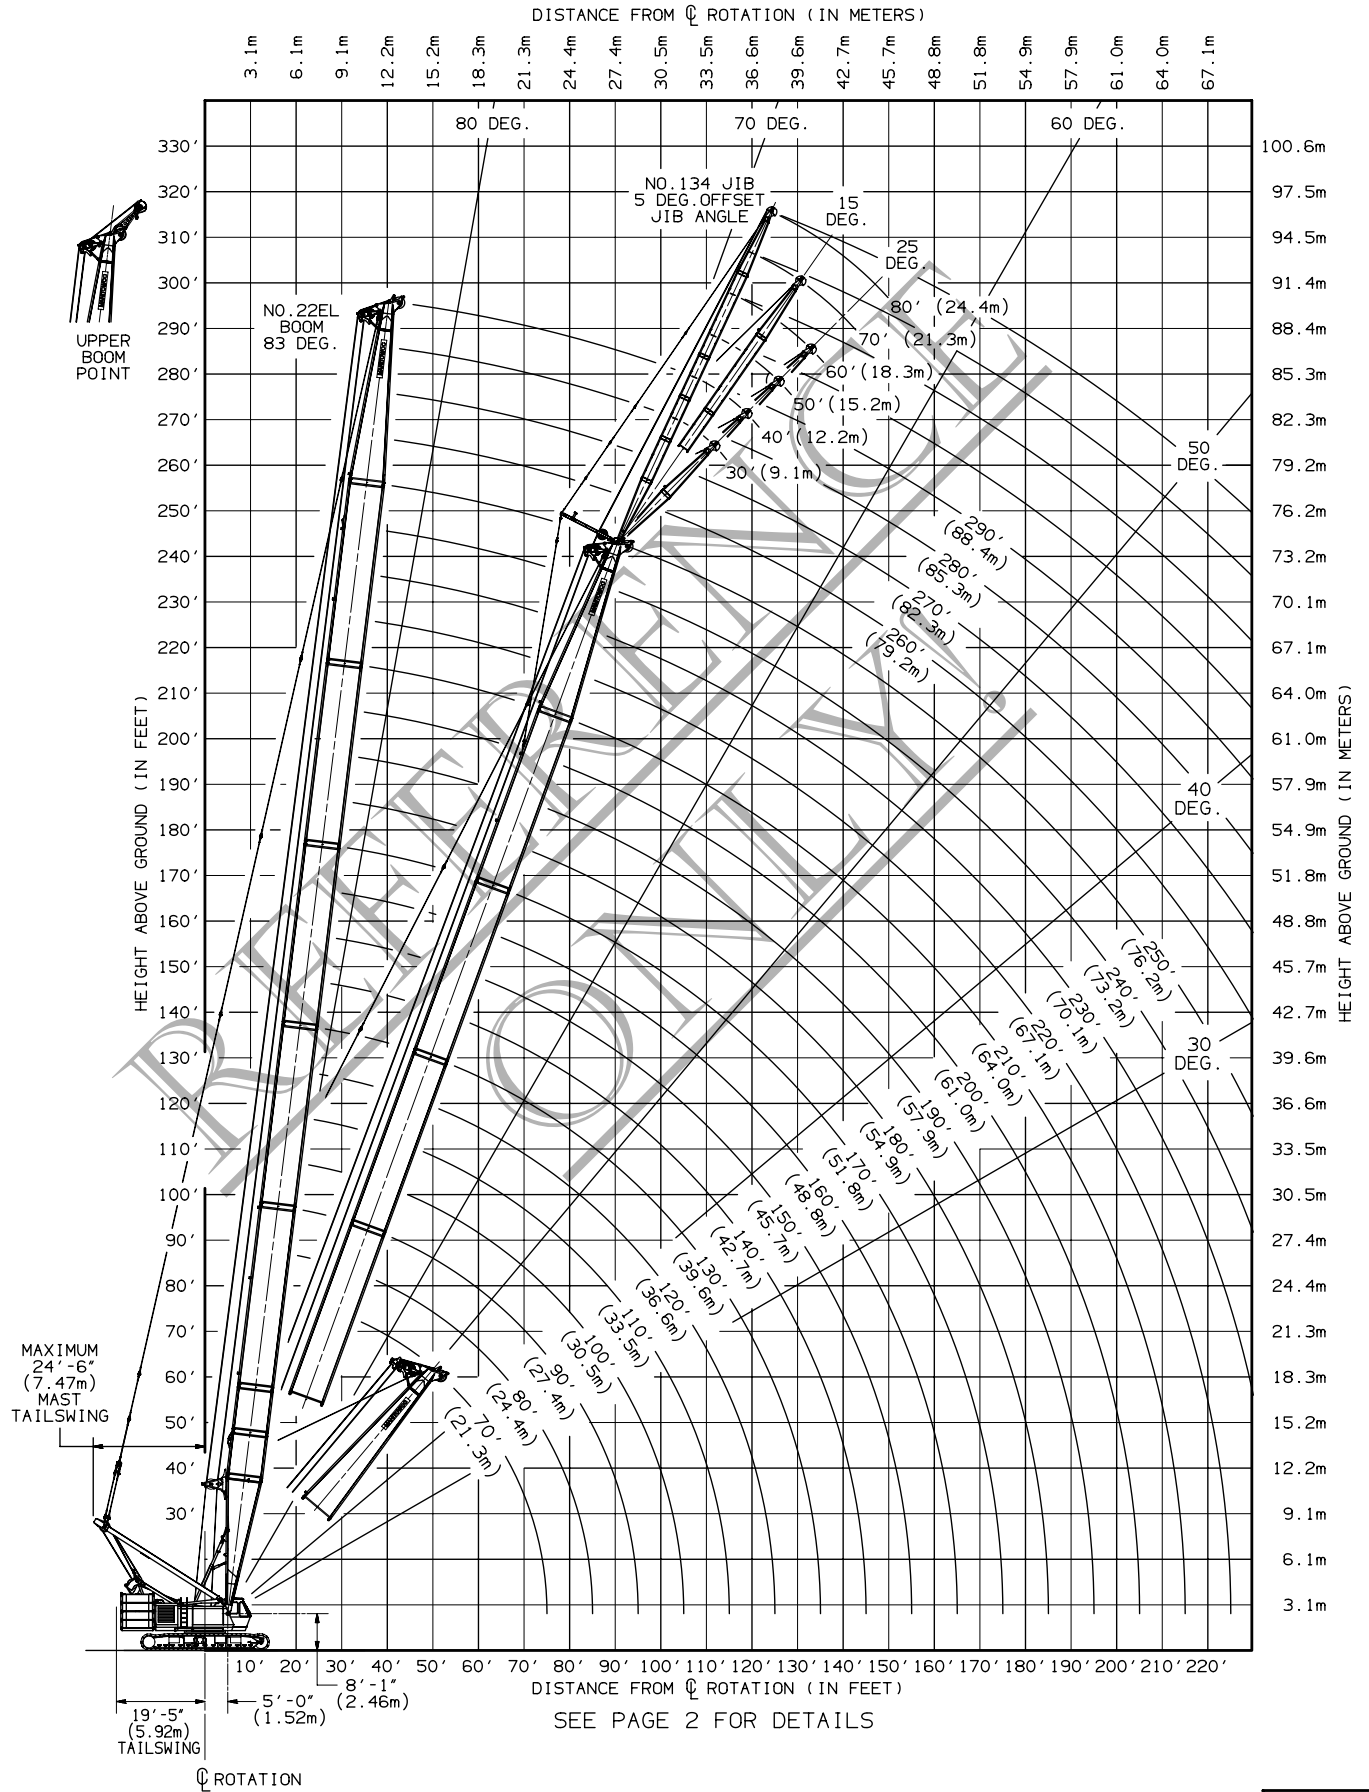 DISTANCE FROM ℄ ROTATION (IN METERS)
3.1m 6.1m 9.1m 12.2m 15.2m 18.3m 21.3m 24.4m 27.4m 30.5m 33.5m 36.6m 39.6m 42.7m 45.7m 48.8m 51.8m 54.9m 57.9m 61.0m 64.0m 67.1m
80 DEG.
70 DEG.
60 DEG.
330' 100.6m
320' 97.5m
310' 94.5m
300' 91.4m
290' 88.4m
280' 85.3m
270' 82.3m
260' 79.2m
250' 76.2m
240' 73.2m
230' 70.1m
220' 67.1m
210' 64.0m
200' 61.0m
190' 57.9m
180' 54.9m
170' 51.8m
160' 48.8m
150' 45.7m
140' 42.7m
130' 39.6m
120' 36.6m
110' 33.5m
100' 30.5m
90' 27.4m
80' 24.4m
70' 21.3m
60' 18.3m
50' 15.2m
40' 12.2m
30' 9.1m
6.1m
3.1m
HEIGHT ABOVE GROUND (IN FEET)
HEIGHT ABOVE GROUND (IN METERS)
UPPER
BOOM
POINT
NO.22EL
BOOM
83 DEG.
NO.134 JIB
5 DEG.OFFSET
JIB ANGLE
15
DEG.
25
DEG.
80' (24.4m)
70' (21.3m)
60'(18.3m)
50'(15.2m)
40'(12.2m)
30'(9.1m)
50
DEG.
40
DEG.
30
DEG.
290'
(88.4m)
280'
(85.3m)
270'
(82.3m)
260'
(79.2m)
250'
(76.2m)
240'
(73.2m)
230'
(70.1m)
220'
(67.1m)
210'
(64.0m)
200'
(61.0m)
190'
(57.9m)
180'
(54.9m)
170'
(51.8m)
160'
(48.8m)
150'
(45.7m)
140'
(42.7m)
130'
(39.6m)
120'
(36.6m)
110'
(33.5m)
100'
(30.5m)
90'
(27.4m)
80'
(24.4m)
70'
(21.3m)
REFERENCE
ONLY!
MAXIMUM
24'-6"
(7.47m)
MAST
TAILSWING
10' 20' 30' 40' 50' 60' 70' 80' 90' 100' 110' 120' 130' 140' 150' 160' 170' 180' 190' 200' 210' 220'
DISTANCE FROM ℄ ROTATION (IN FEET)
8'-1"
(2.46m)
5'-0"
(1.52m)
19'-5"
(5.92m)
TAILSWING
℄ ROTATION
SEE PAGE 2 FOR DETAILS